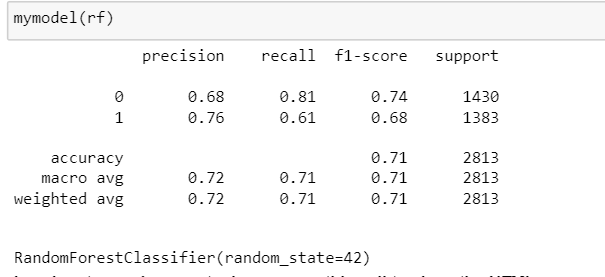 mymodel(rf)
precision recall f1-score support
0 0.68 0.81 0.74 1430
1 0.76 0.61 0.68 1383
accuracy 0.71 2813
macro avg 0.72 0.71 0.71 2813
weighted avg 0.72 0.71 0.71 2813
RandomForestClassifier(random_state=42)